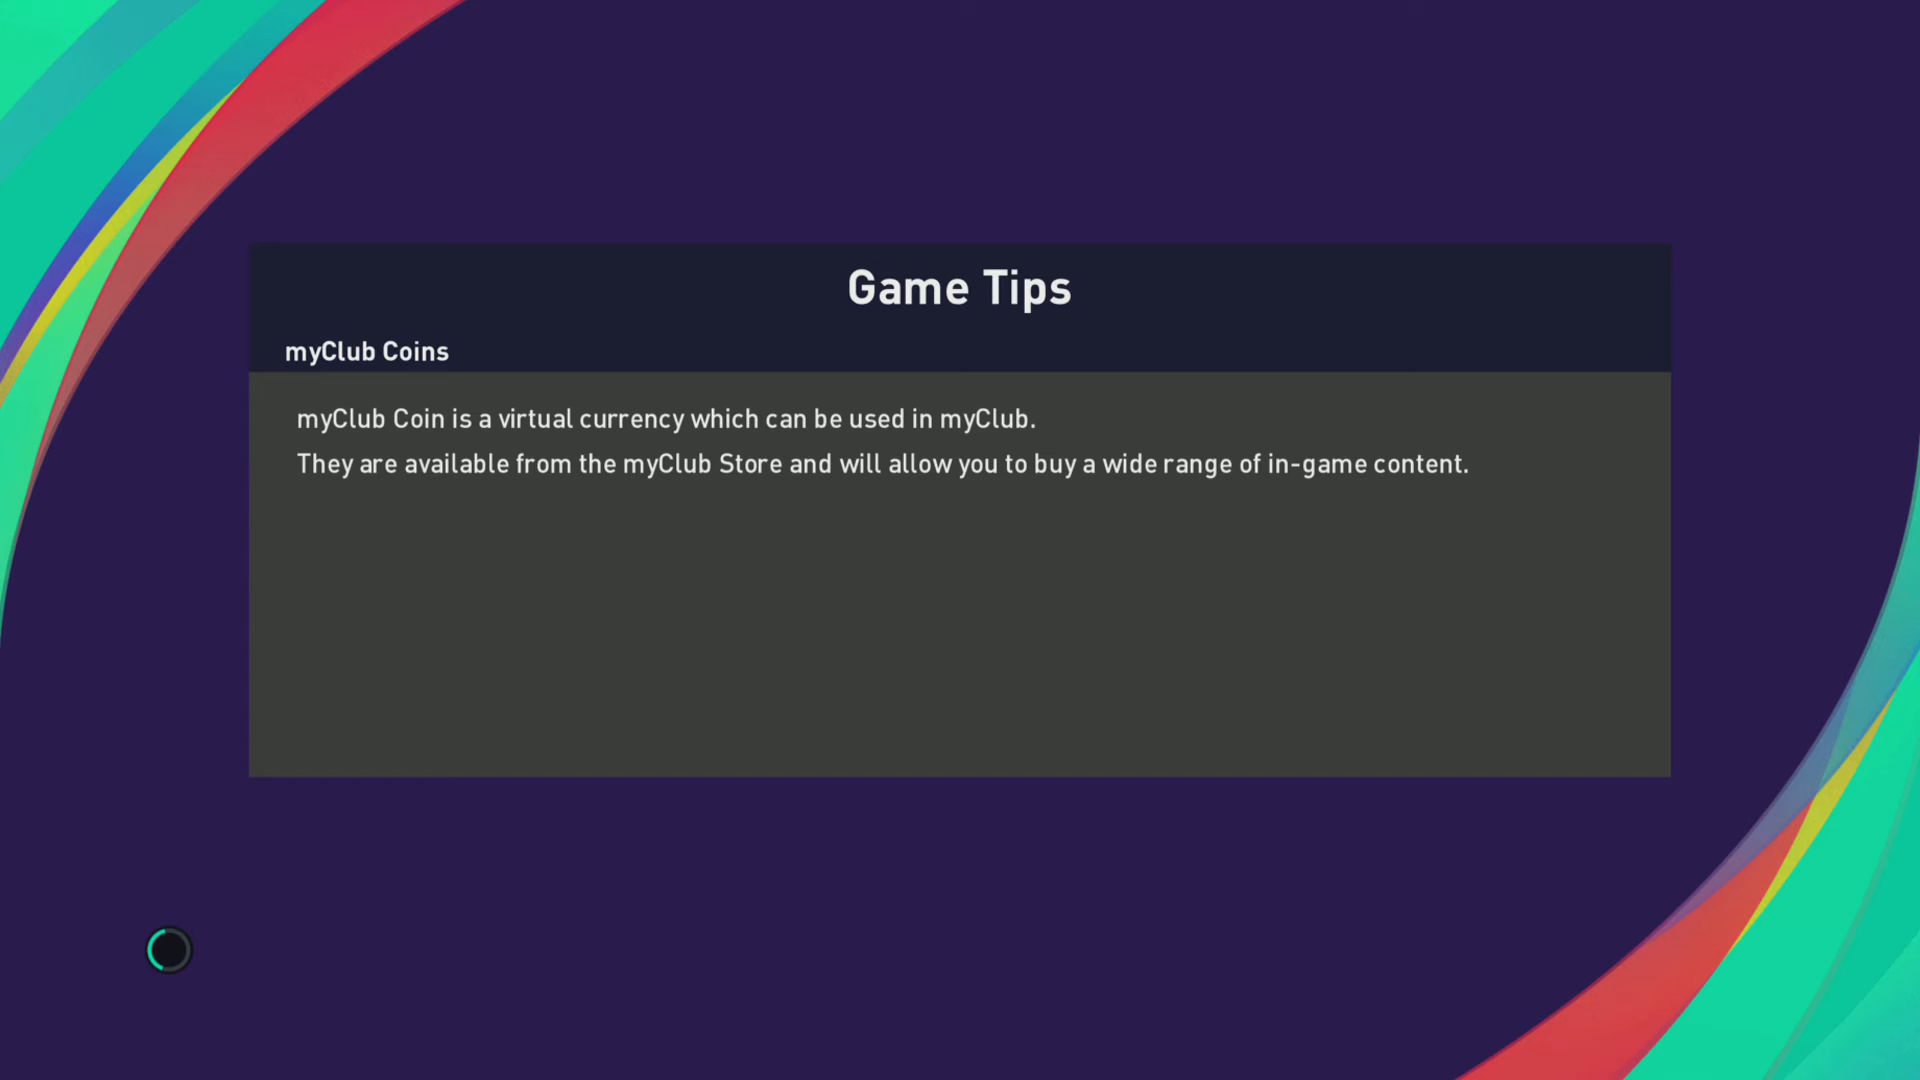 Game Tips
myClub Coins
myClub Coin is a virtual currency which can be used in myClub.
They are available from the myClub Store and will allow you to buy a wide range of in-game content.